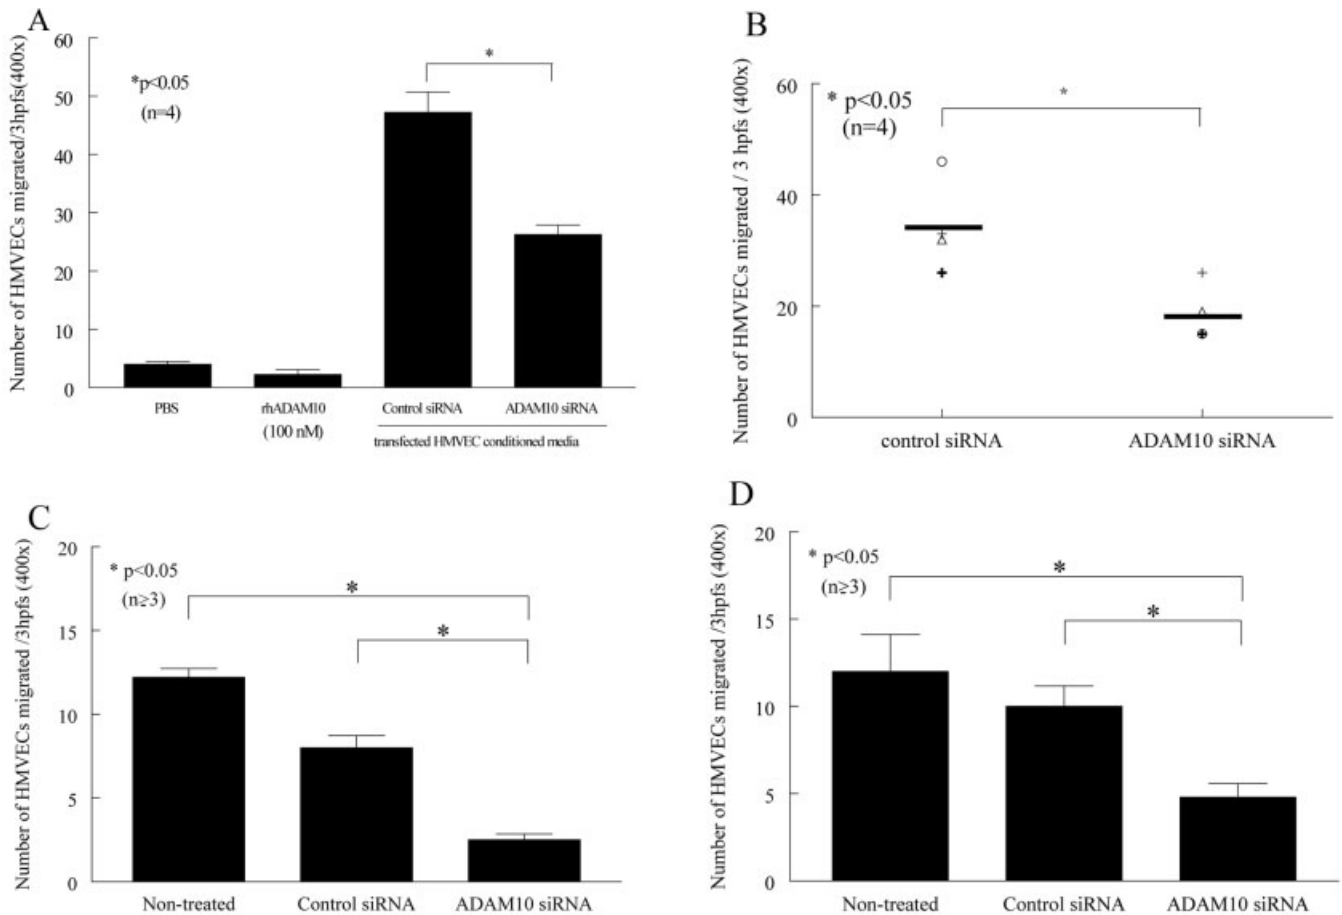 A
Number of HMVECs migrated/3hpfs(400x)
60
50
40
30
20
10
0
*p<0.05
(n=4)
*
PBS
rhADAM10
(100 nM)
Control siRNA
ADAM10 siRNA
transfected HMVEC conditioned media
B
Number of HMVECs migrated / 3 hpfs (400x)
60
40
20
0
* p<0.05
(n=4)
*
control siRNA
ADAM10 siRNA
C
Number of HMVECs migrated /3hpfs (400x)
20
15
10
5
0
* p<0.05
(n≥3)
*
*
Non-treated
Control siRNA
ADAM10 siRNA
D
Number of HMVECs migrated /3hpfs (400x)
20
15
10
5
0
* p<0.05
(n≥3)
*
*
Non-treated
Control siRNA
ADAM10 siRNA